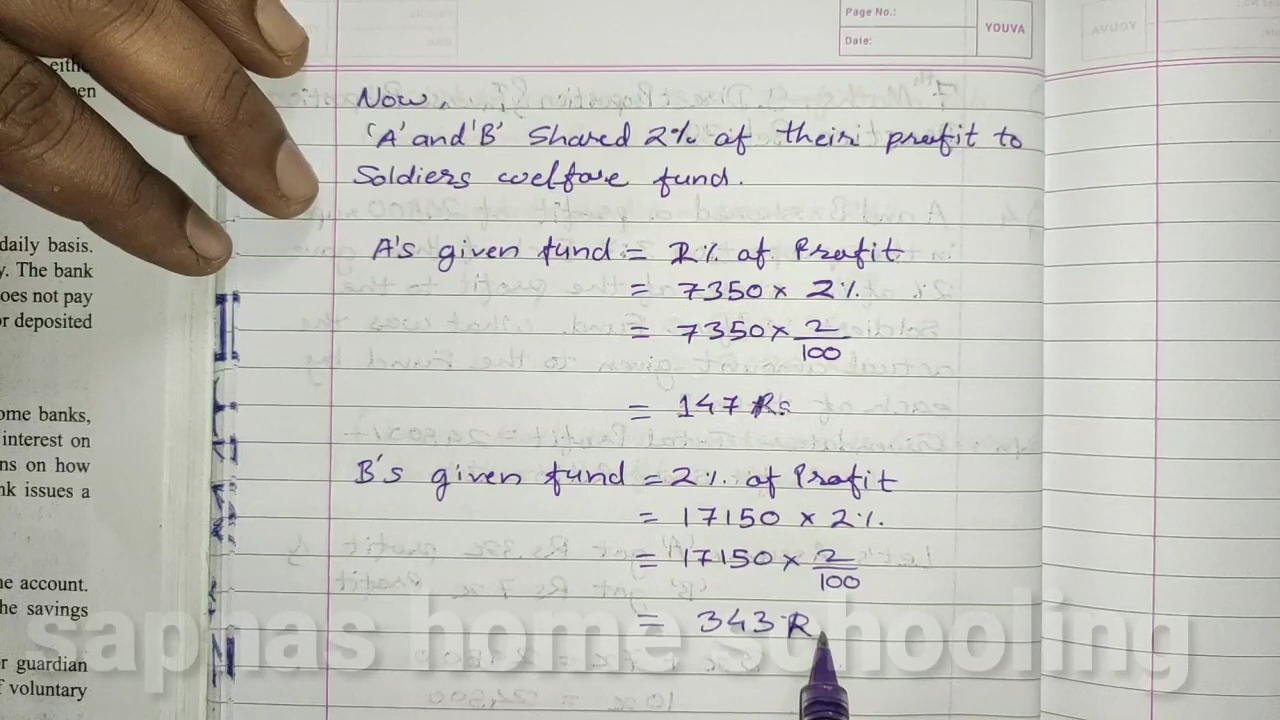 Page No.:
Date:
YOUVA
Now,
'A' and 'B' Shared 2% of their profit to
Soldiers welfare fund.
A's given fund = 2% of Profit
= 7350 × 2%
= 7350 × 2/100
= 147 Rs
B's given fund = 2% of Profit
= 17150 × 2%
= 17150 × 2/100
= 343 R
daily basis.
y. The bank
oes not pay
or deposited
ome banks,
interest on
ns on how
nk issues a
ne account.
he savings
or guardian
f voluntary
sapnas home schooling